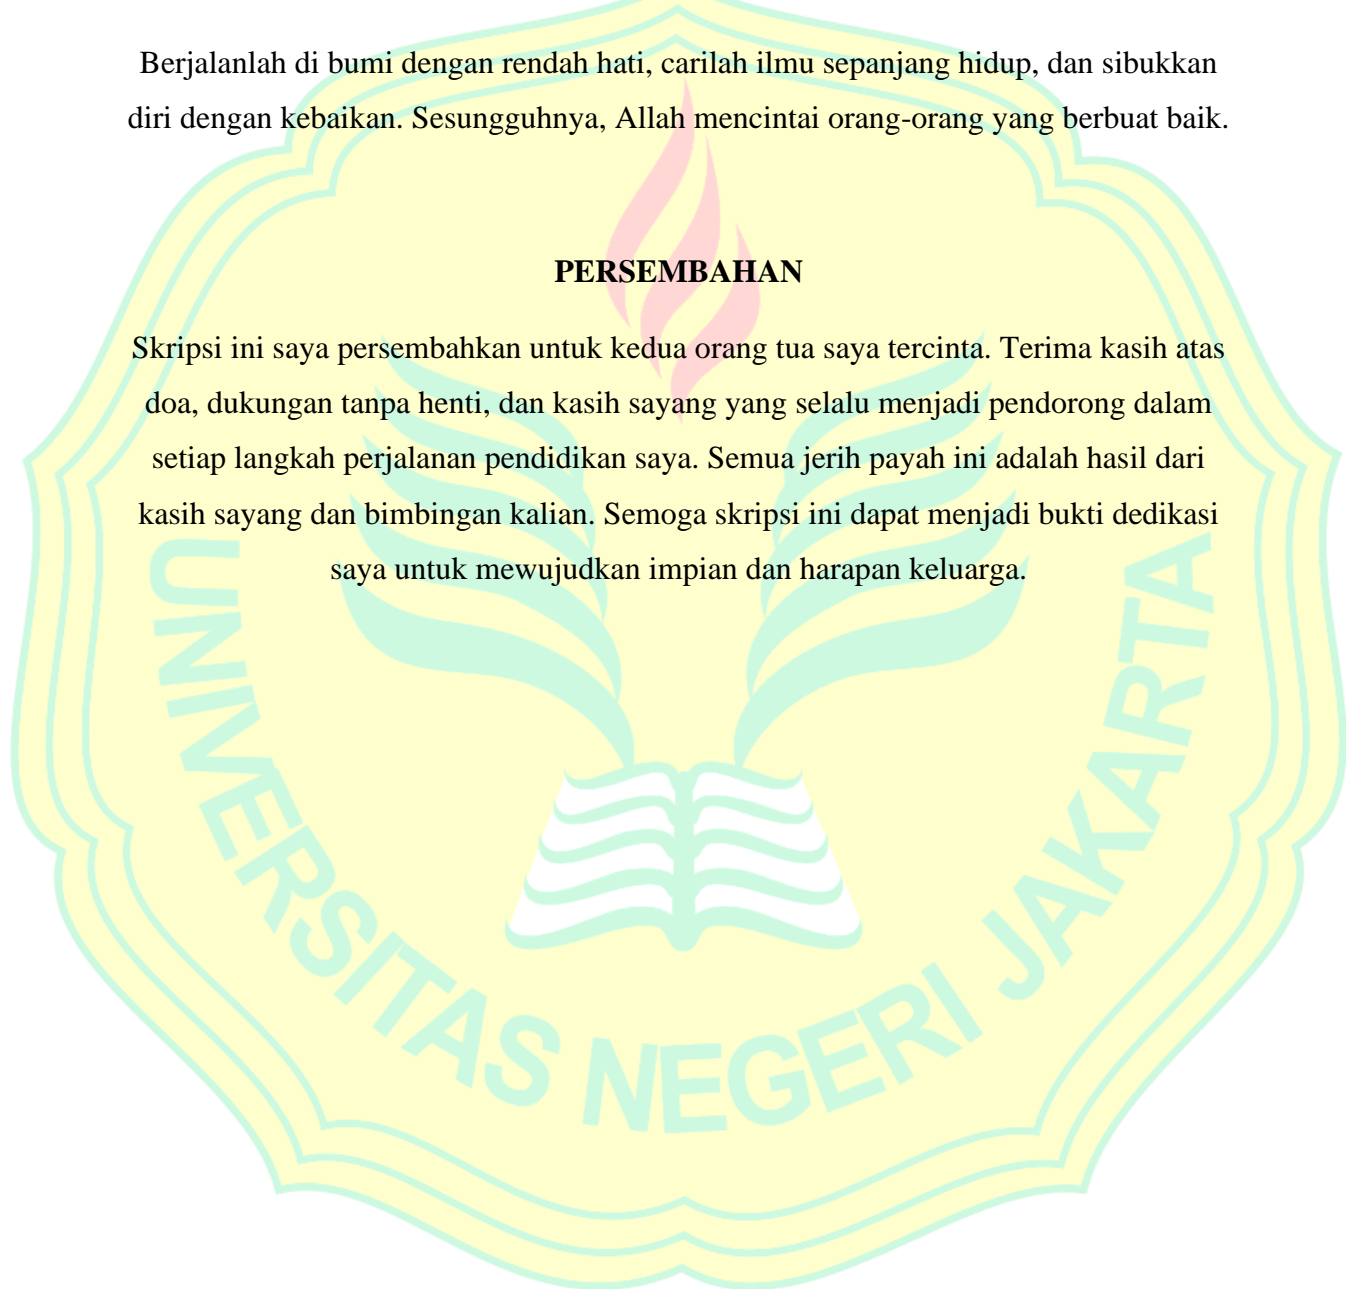 Berjalanlah di bumi dengan rendah hati, carilah ilmu sepanjang hidup, dan sibukkan
diri dengan kebaikan. Sesungguhnya, Allah mencintai orang-orang yang berbuat baik.
PERSEMBAHAN
Skripsi ini saya persembahkan untuk kedua orang tua saya tercinta. Terima kasih atas
doa, dukungan tanpa henti, dan kasih sayang yang selalu menjadi pendorong dalam
setiap langkah perjalanan pendidikan saya. Semua jerih payah ini adalah hasil dari
kasih sayang dan bimbingan kalian. Semoga skripsi ini dapat menjadi bukti dedikasi
saya untuk mewujudkan impian dan harapan keluarga.
UNIVERSITAS NEGERI JAKARTA